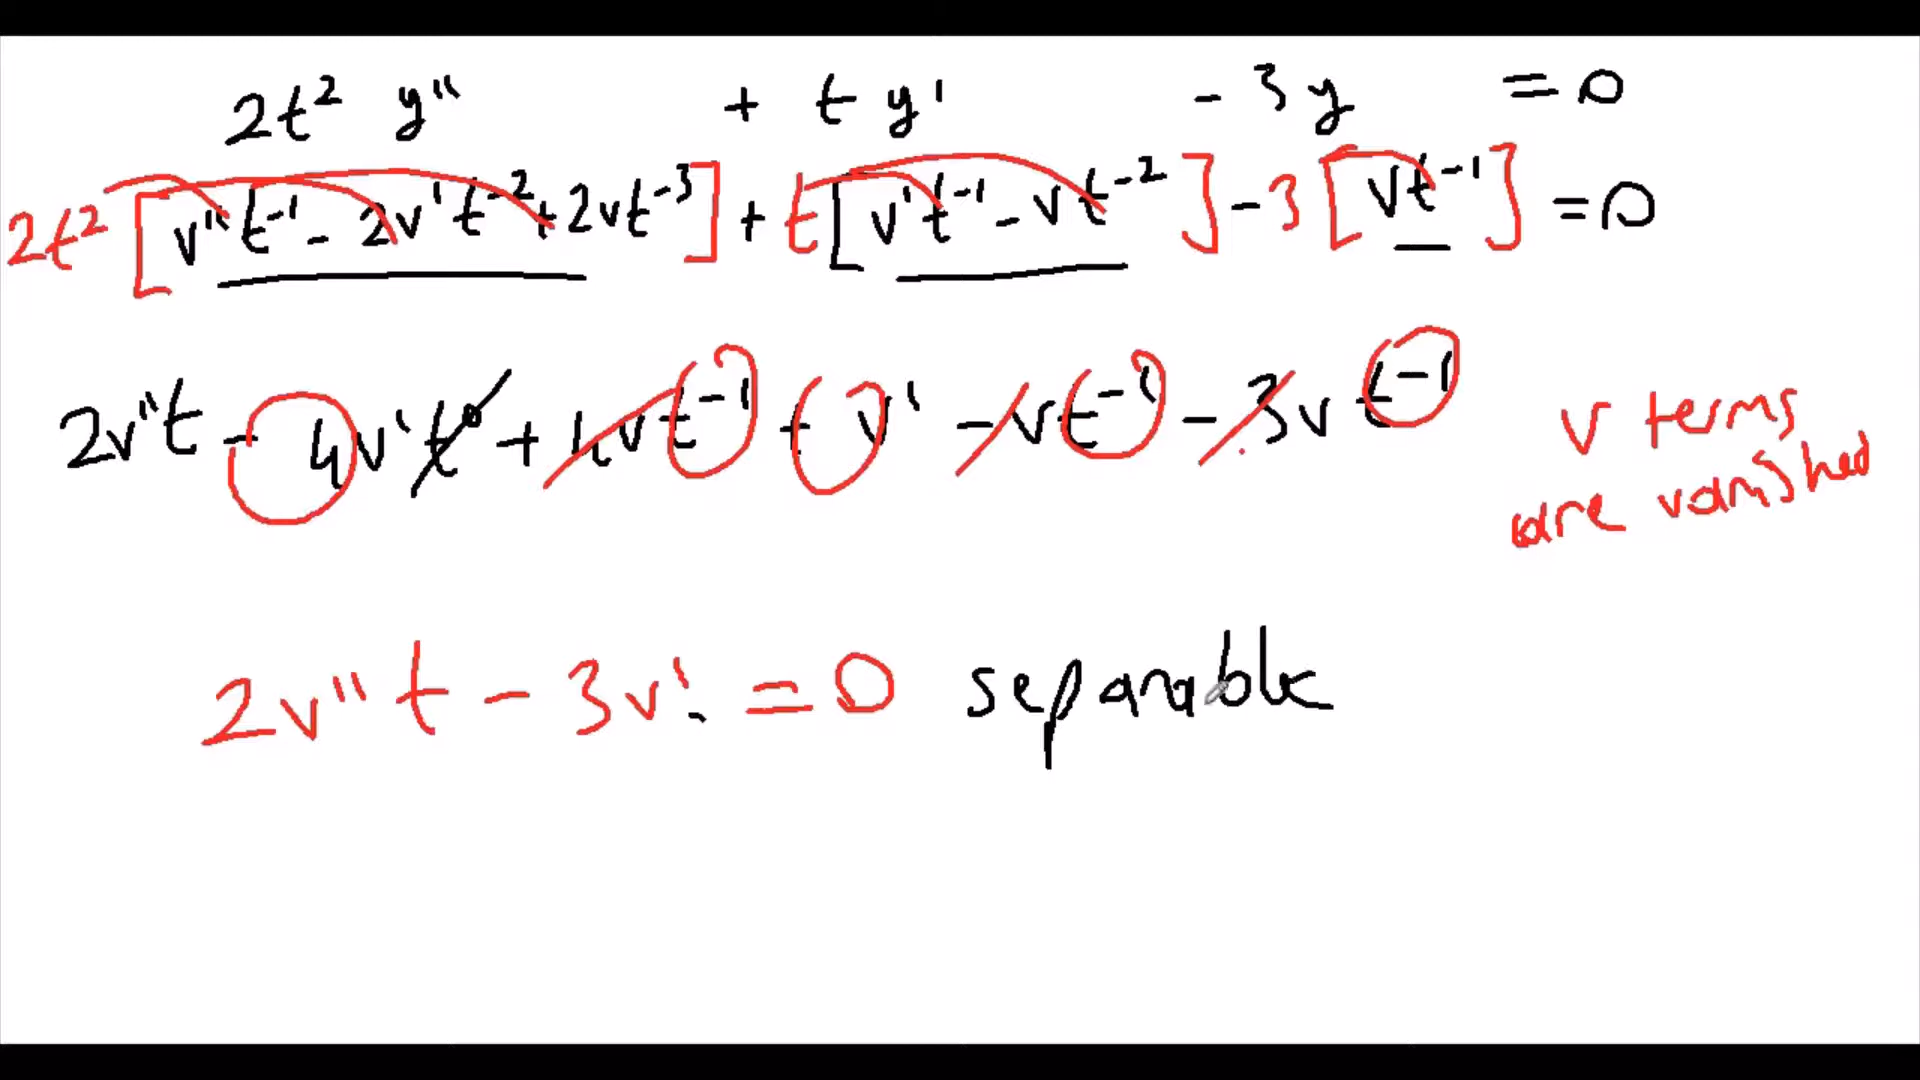 2t² y'' + t y' - 3y = 0
2t² [v''t⁻¹ - 2v't⁻² + 2vt⁻³] + t[v't⁻¹ - vt⁻²] - 3[vt⁻¹] = 0
2v''t - 4v't⁰ + 4vt⁻¹ + v' - vt⁻¹ - 3vt⁻¹
v terms
are vanished
2v''t - 3v' = 0 separable